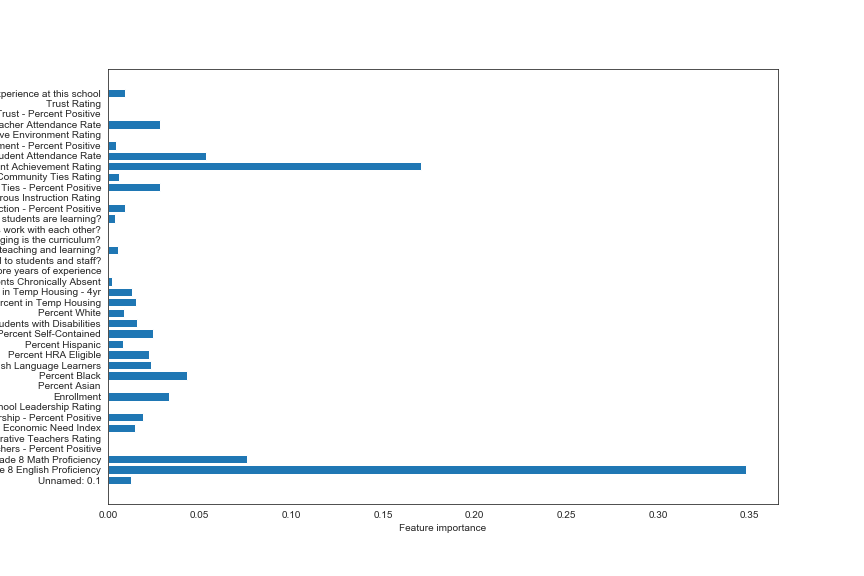 xperience at this school
Trust Rating
Trust - Percent Positive
acher Attendance Rate
ve Environment Rating
ment - Percent Positive
udent Attendance Rate
nt Achievement Rating
Community Ties Rating
Ties - Percent Positive
rous Instruction Rating
ction - Percent Positive
students are learning?
s work with each other?
ging is the curriculum?
teaching and learning?
l to students and staff?
ore years of experience
nts Chronically Absent
in Temp Housing - 4yr
rcent in Temp Housing
Percent White
udents with Disabilities
Percent Self-Contained
Percent Hispanic
Percent HRA Eligible
sh Language Learners
Percent Black
Percent Asian
Enrollment
hool Leadership Rating
rship - Percent Positive
Economic Need Index
rative Teachers Rating
hers - Percent Positive
ade 8 Math Proficiency
e 8 English Proficiency
Unnamed: 0.1
0.00 0.05 0.10 0.15 0.20 0.25 0.30 0.35
Feature importance